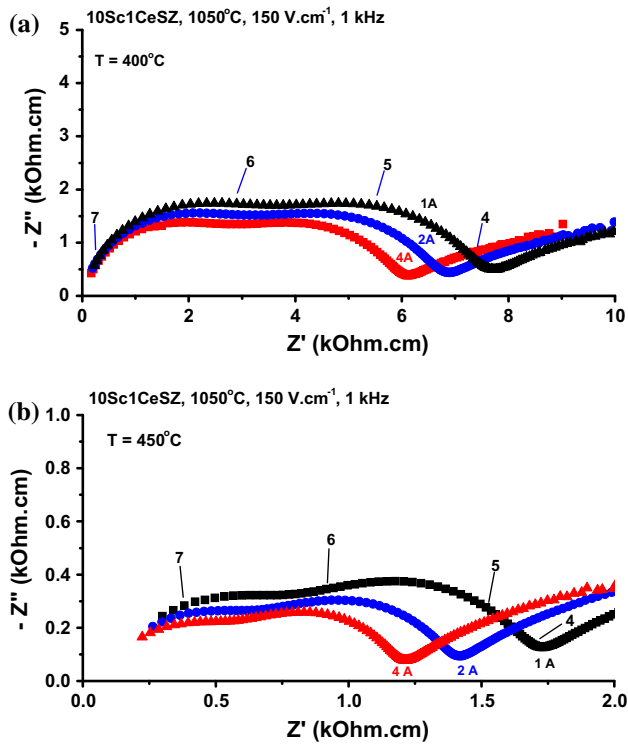 (a)
10Sc1CeSZ, 1050°C, 150 V.cm⁻¹, 1 kHz
T = 400°C
- Z'' (kOhm.cm)
5
4
3
2
1
0
7
6
5
4
1A
2A
4A
0 2 4 6 8 10
Z' (kOhm.cm)
(b)
10Sc1CeSZ, 1050°C, 150 V.cm⁻¹, 1 kHz
T = 450°C
- Z'' (kOhm.cm)
1.0
0.8
0.6
0.4
0.2
0.0
7
6
5
4
4 A
2 A
1 A
0.0 0.5 1.0 1.5 2.0
Z' (kOhm.cm)